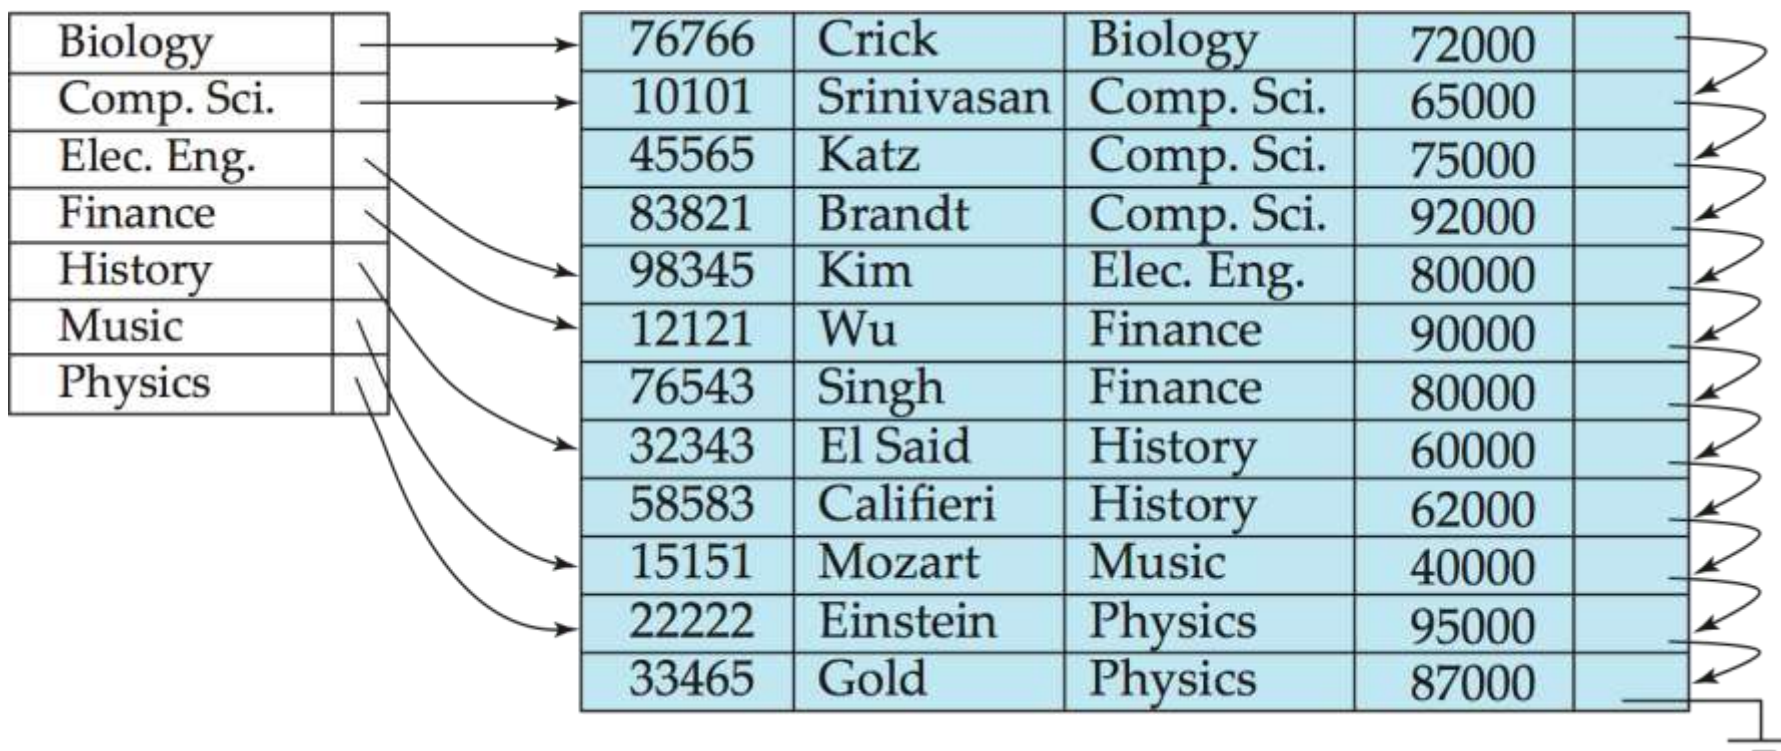 Biology
Comp. Sci.
Elec. Eng.
Finance
History
Music
Physics
76766 Crick Biology 72000
10101 Srinivasan Comp. Sci. 65000
45565 Katz Comp. Sci. 75000
83821 Brandt Comp. Sci. 92000
98345 Kim Elec. Eng. 80000
12121 Wu Finance 90000
76543 Singh Finance 80000
32343 El Said History 60000
58583 Califieri History 62000
15151 Mozart Music 40000
22222 Einstein Physics 95000
33465 Gold Physics 87000